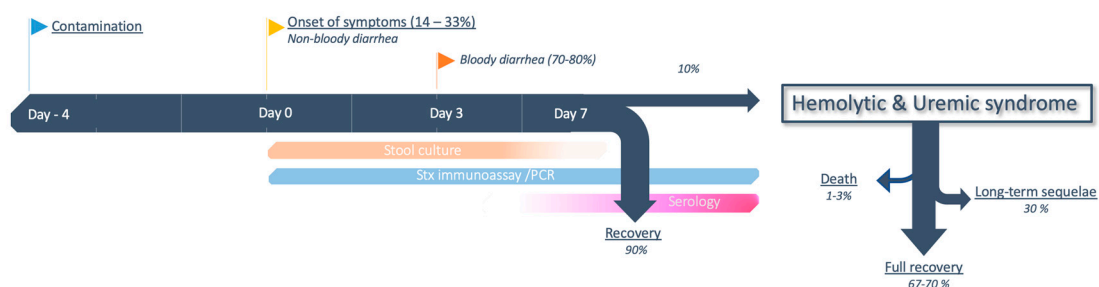 Contamination
Onset of symptoms (14 – 33%)
Non-bloody diarrhea
Bloody diarrhea (70-80%)
10%
Day - 4
Day 0
Day 3
Day 7
Hemolytic & Uremic syndrome
Stool culture
Stx immunoassay /PCR
Serology
Recovery
90%
Death
1-3%
Long-term sequelae
30 %
Full recovery
67-70 %